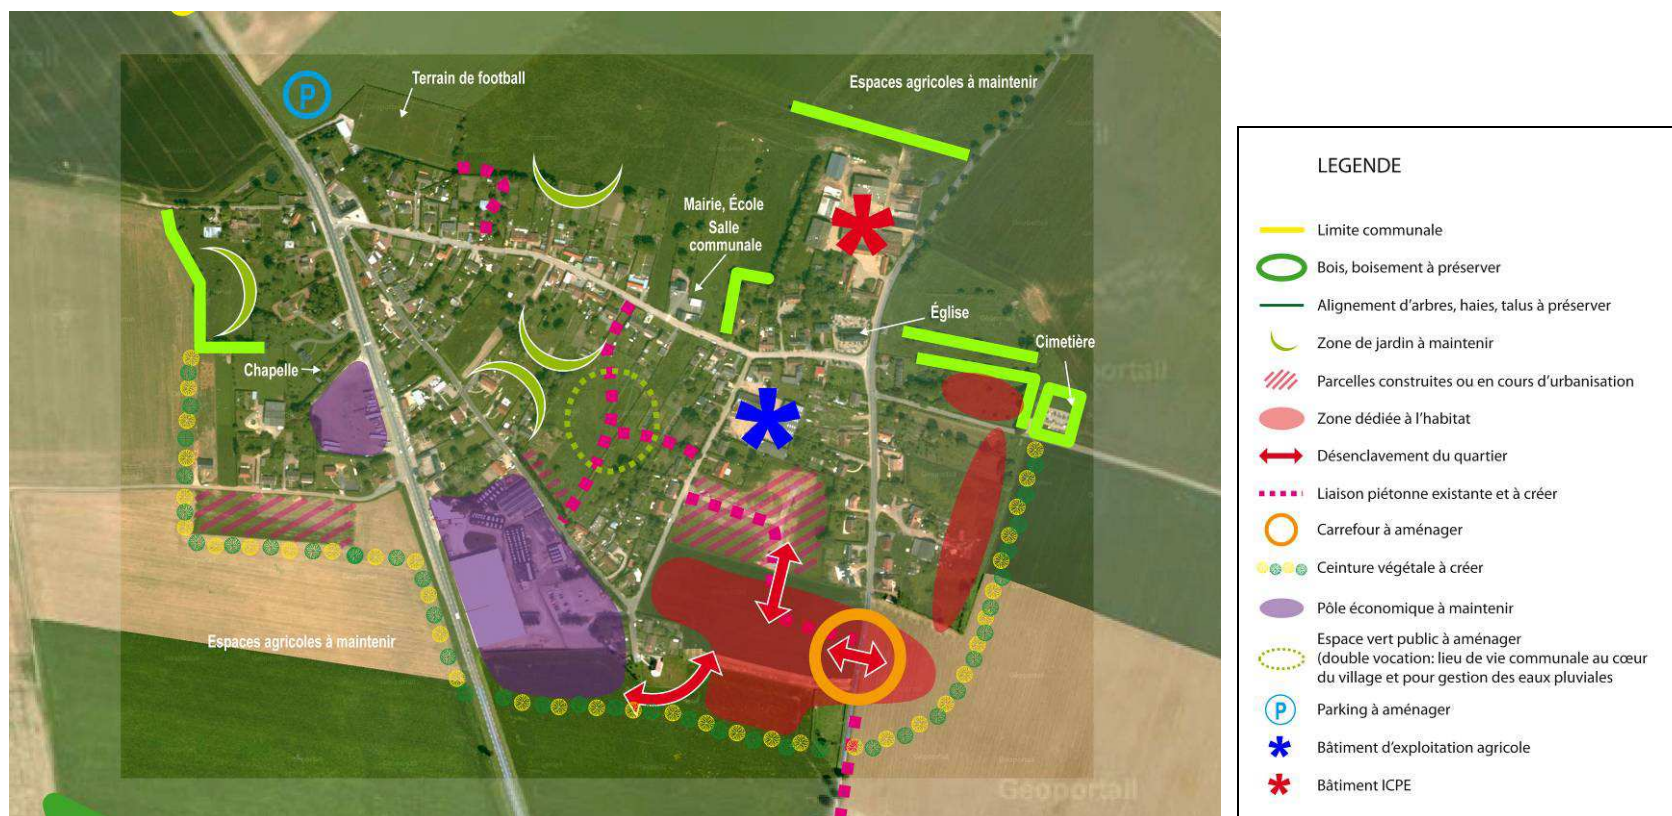 Terrain de football
Espaces agricoles à maintenir
P
Mairie, École
Salle
communale
Église
Cimetière
Chapelle
Espaces agricoles à maintenir
Géoportail
LEGENDE
Limite communale
Bois, boisement à préserver
Alignement d'arbres, haies, talus à préserver
Zone de jardin à maintenir
Parcelles construites ou en cours d'urbanisation
Zone dédiée à l'habitat
Désenclavement du quartier
Liaison piétonne existante et à créer
Carrefour à aménager
Ceinture végétale à créer
Pôle économique à maintenir
Espace vert public à aménager
(double vocation: lieu de vie communale au cœur
du village et pour gestion des eaux pluviales
P
Parking à aménager
Bâtiment d'exploitation agricole
Bâtiment ICPE